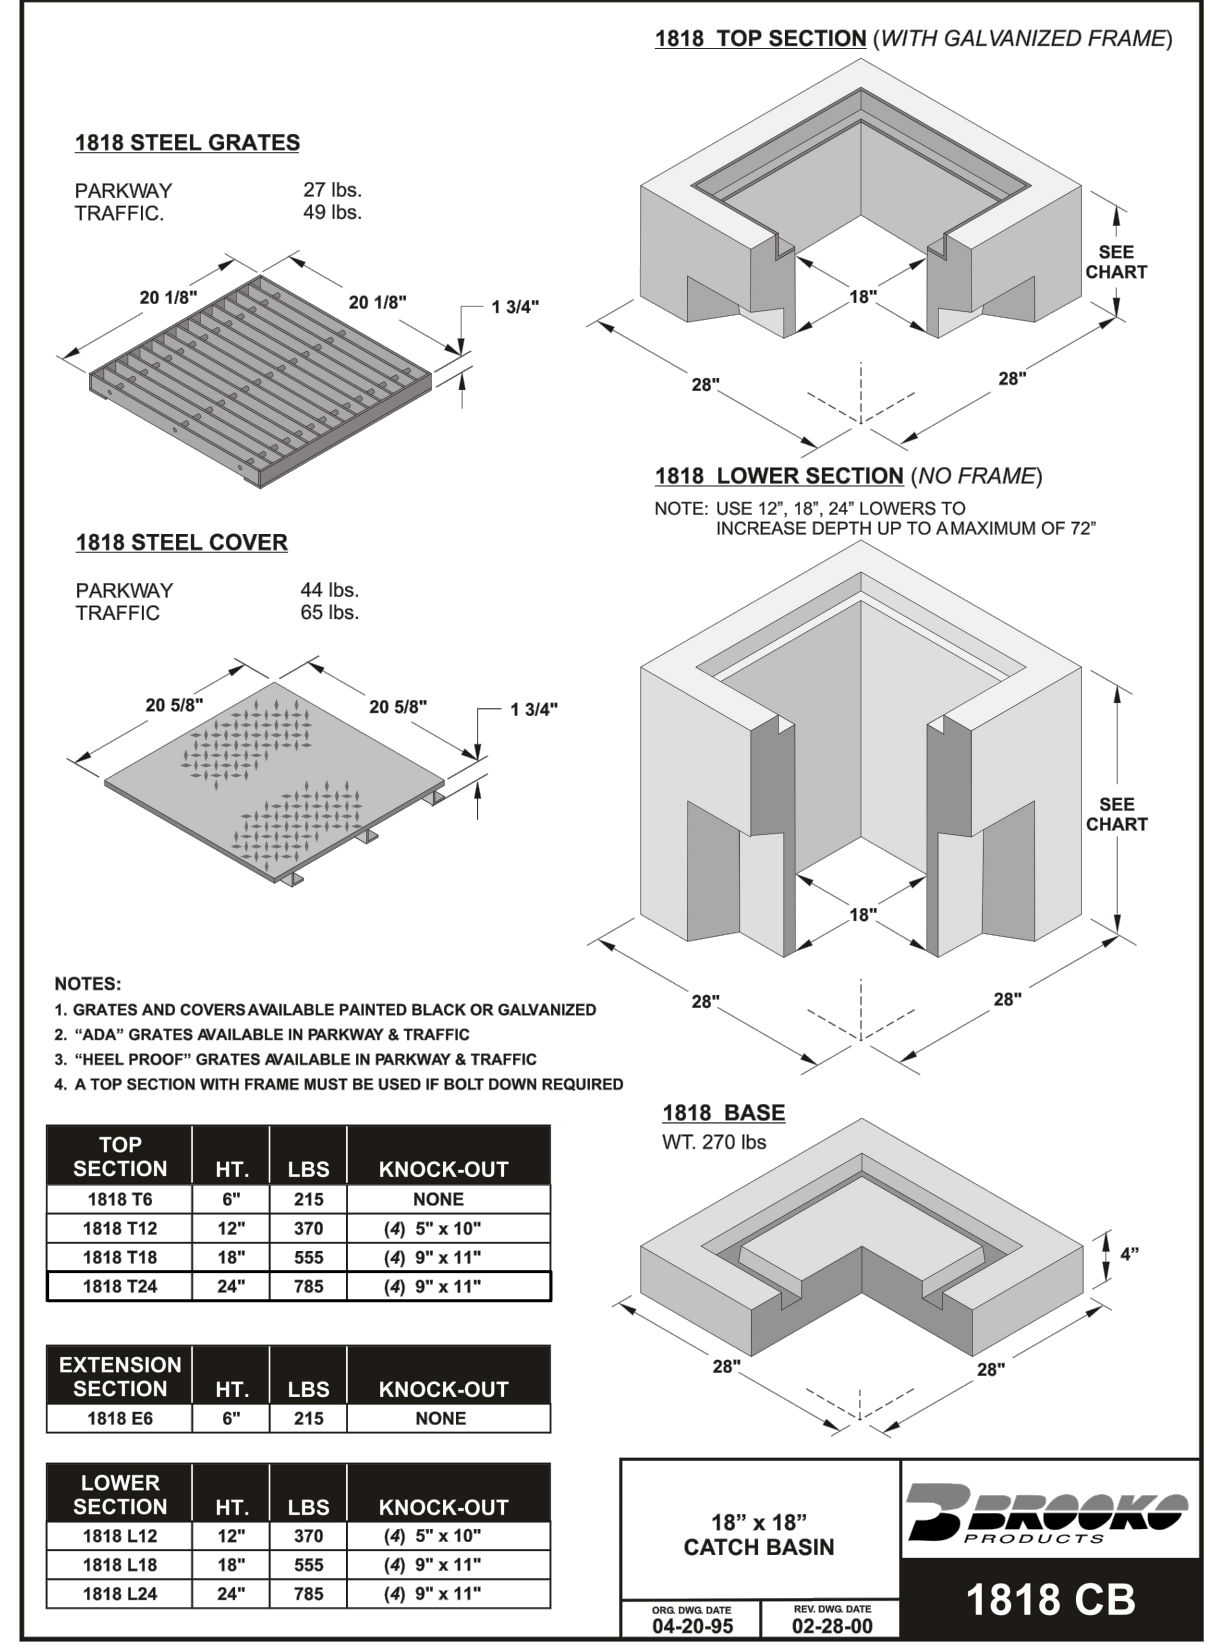 1818 TOP SECTION (WITH GALVANIZED FRAME)
SEE
CHART
18"
28"
28"
1818 STEEL GRATES
PARKWAY 27 lbs.
TRAFFIC. 49 lbs.
20 1/8"
20 1/8"
1 3/4"
1818 LOWER SECTION (NO FRAME)
NOTE: USE 12”, 18”, 24” LOWERS TO
INCREASE DEPTH UP TO A MAXIMUM OF 72”
SEE
CHART
18"
28"
28"
1818 STEEL COVER
PARKWAY 44 lbs.
TRAFFIC 65 lbs.
20 5/8"
20 5/8"
1 3/4"
NOTES:
1. GRATES AND COVERS AVAILABLE PAINTED BLACK OR GALVANIZED
2. “ADA” GRATES AVAILABLE IN PARKWAY & TRAFFIC
3. “HEEL PROOF” GRATES AVAILABLE IN PARKWAY & TRAFFIC
4. A TOP SECTION WITH FRAME MUST BE USED IF BOLT DOWN REQUIRED
1818 BASE
WT. 270 lbs
4”
28"
28"
TOP
SECTION HT. LBS KNOCK-OUT
1818 T6 6" 215 NONE
1818 T12 12" 370 (4) 5" x 10"
1818 T18 18" 555 (4) 9" x 11"
1818 T24 24" 785 (4) 9" x 11"
EXTENSION
SECTION HT. LBS KNOCK-OUT
1818 E6 6" 215 NONE
LOWER
SECTION HT. LBS KNOCK-OUT
1818 L12 12" 370 (4) 5" x 10"
1818 L18 18" 555 (4) 9" x 11"
1818 L24 24" 785 (4) 9" x 11"
18” x 18”
CATCH BASIN
ORG. DWG. DATE
04-20-95
REV. DWG. DATE
02-28-00
BROOKS
PRODUCTS
1818 CB